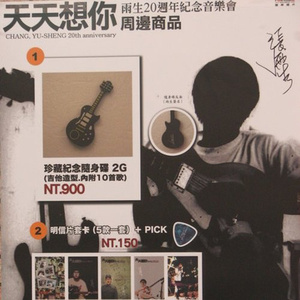 天天想你
雨生20週年紀念音樂會
CHANG, YU-SHENG 20th anniversary
周邊商品
1
珍藏紀念隨身碟 2G
(吉他造型,內附10首歌)
NT.900
2 明信片套卡 (5款一套) + PICK
NT.150